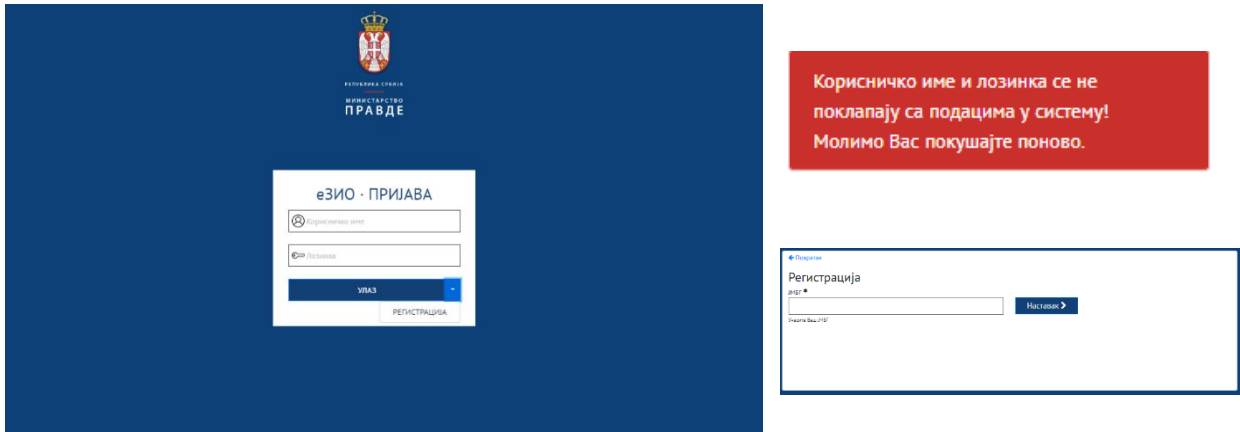 РЕПУБЛИКА СРБИЈА
МИНИСТАРСТВО
ПРАВДЕ
еЗИО · ПРИЈАВА
Корисничко име
Лозинка
УЛАЗ
РЕГИСТРАЦИЈА
Корисничко име и лозинка се не
поклапају са подацима у систему!
Молимо Вас покушајте поново.
Повратак
Регистрација
ЈМБГ *
Наставак
Унесите Ваш ЈМБГ